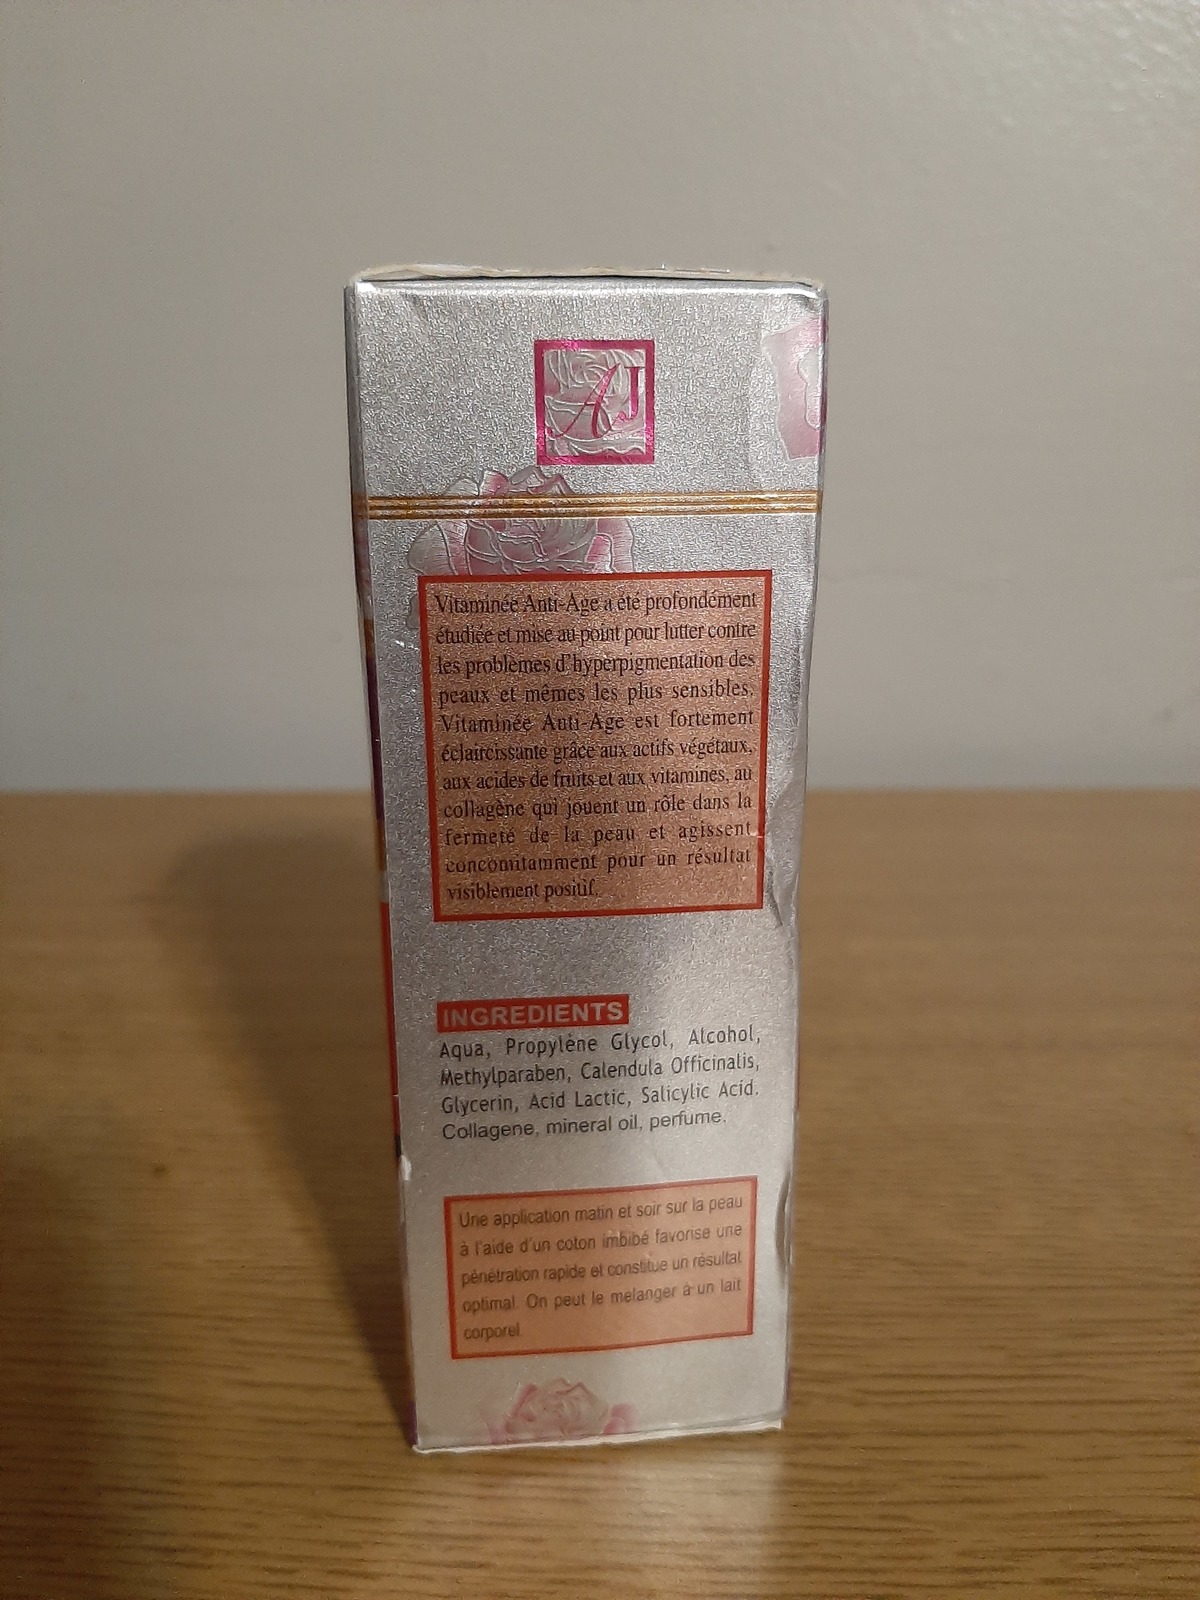 AJ
Vitaminée Anti-Age a été profondément
étudiée et mise au point pour lutter contre
les problèmes d'hyperpigmentation des
peaux et mêmes les plus sensibles.
Vitaminée Anti-Age est fortement
éclaircissante grâce aux actifs végétaux,
aux acides de fruits et aux vitamines, au
collagène qui jouent un rôle dans la
fermeté de la peau et agissent
concomitamment pour un résultat
visiblement positif.
INGREDIENTS
Aqua, Propylène Glycol, Alcohol,
Methylparaben, Calendula Officinalis,
Glycerin, Acid Lactic, Salicylic Acid.
Collagene, mineral oil, perfume.
Une application matin et soir sur la peau
à l'aide d'un coton imbibé favorise une
pénétration rapide et constitue un résultat
optimal. On peut le melanger à un lait
corporel.